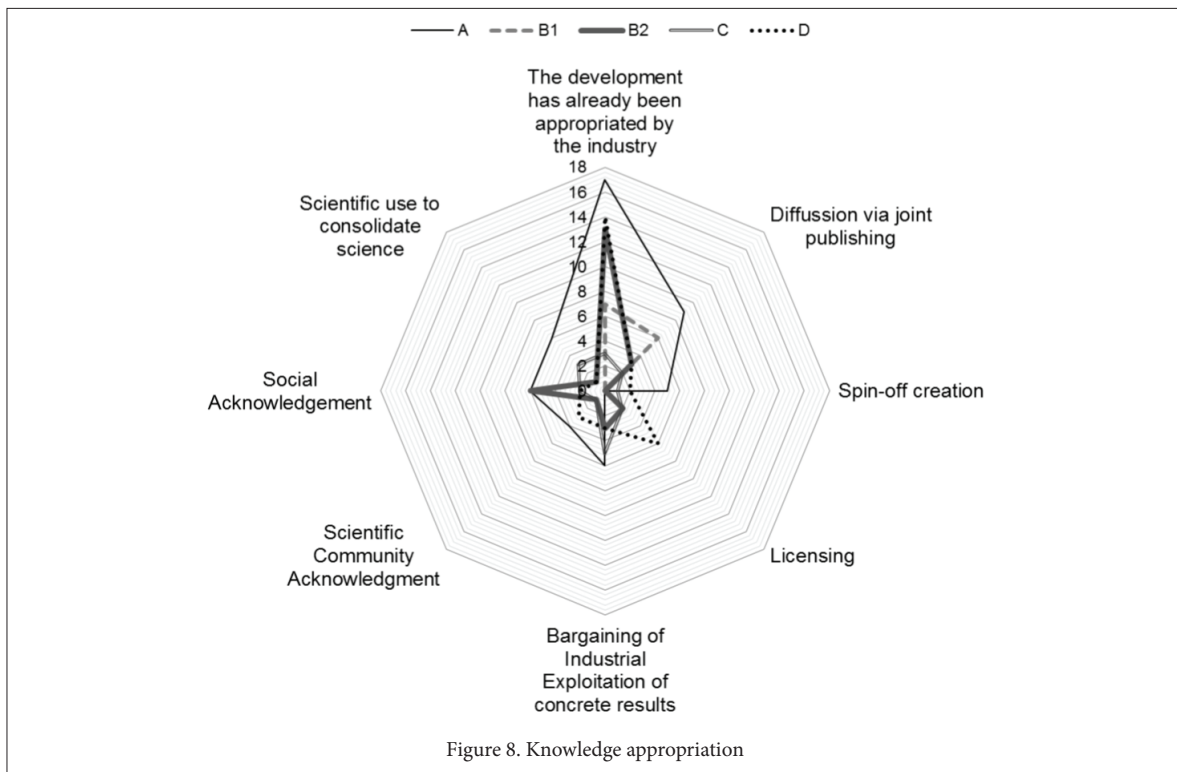 A B1 B2 C D
The development
has already been
appropriated by
the industry
18
16
14
12
10
8
6
4
2
0
Diffussion via joint
publishing
Spin-off creation
Licensing
Bargaining of
Industrial
Exploitation of
concrete results
Scientific
Community
Acknowledgment
Social
Acknowledgement
Scientific use to
consolidate
science
Figure 8. Knowledge appropriation